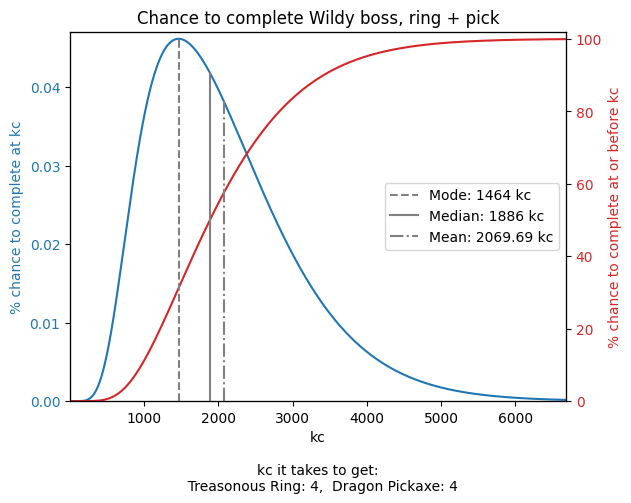 Chance to complete Wildy boss, ring + pick
% chance to complete at kc
0.04
0.03
0.02
0.01
0.00
Mode: 1464 kc
Median: 1886 kc
Mean: 2069.69 kc
100
80
60
40
20
0
% chance to complete at or before kc
1000 2000 3000 4000 5000 6000
kc
kc it takes to get:
Treasonous Ring: 4, Dragon Pickaxe: 4